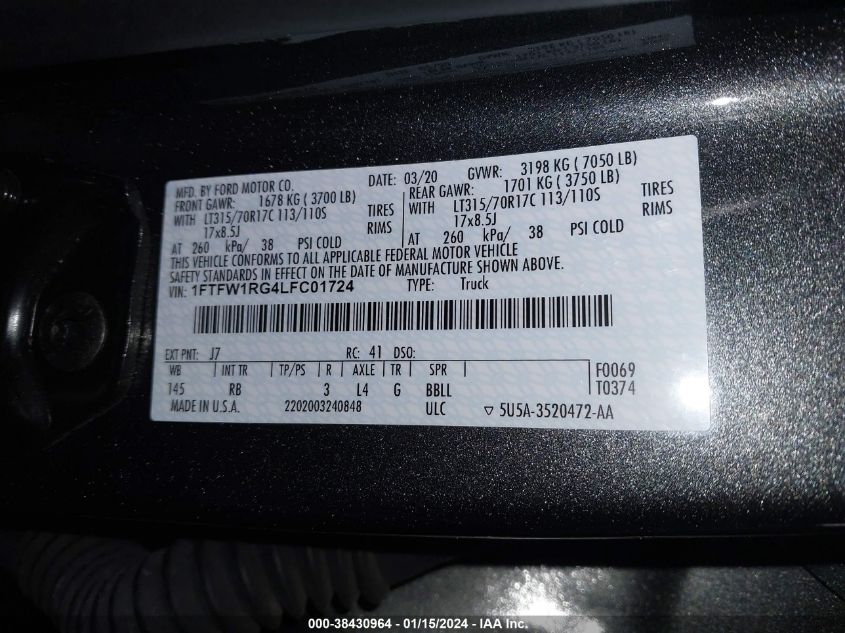 MFD. BY FORD MOTOR CO. DATE: 03/20 GVWR: 3198 KG ( 7050 LB)
FRONT GAWR: 1678 KG ( 3700 LB) REAR GAWR: 1701 KG ( 3750 LB)
WITH LT315/70R17C 113/110S TIRES WITH LT315/70R17C 113/110S TIRES
17x8.5J RIMS 17x8.5J RIMS
AT 260 kPa/ 38 PSI COLD AT 260 kPa/ 38 PSI COLD
THIS VEHICLE CONFORMS TO ALL APPLICABLE FEDERAL MOTOR VEHICLE
SAFETY STANDARDS IN EFFECT ON THE DATE OF MANUFACTURE SHOWN ABOVE.
VIN: 1FTFW1RG4LFC01724 TYPE: Truck
EXT PNT: J7 RC: 41 DSO:
WB INT TR TP/PS R AXLE TR SPR F0069
145 RB 3 L4 G BBLL T0374
MADE IN U.S.A. 2202003240848 ULC ▽ 5U5A-3520472-AA
000-38430964 - 01/15/2024 - IAA Inc.